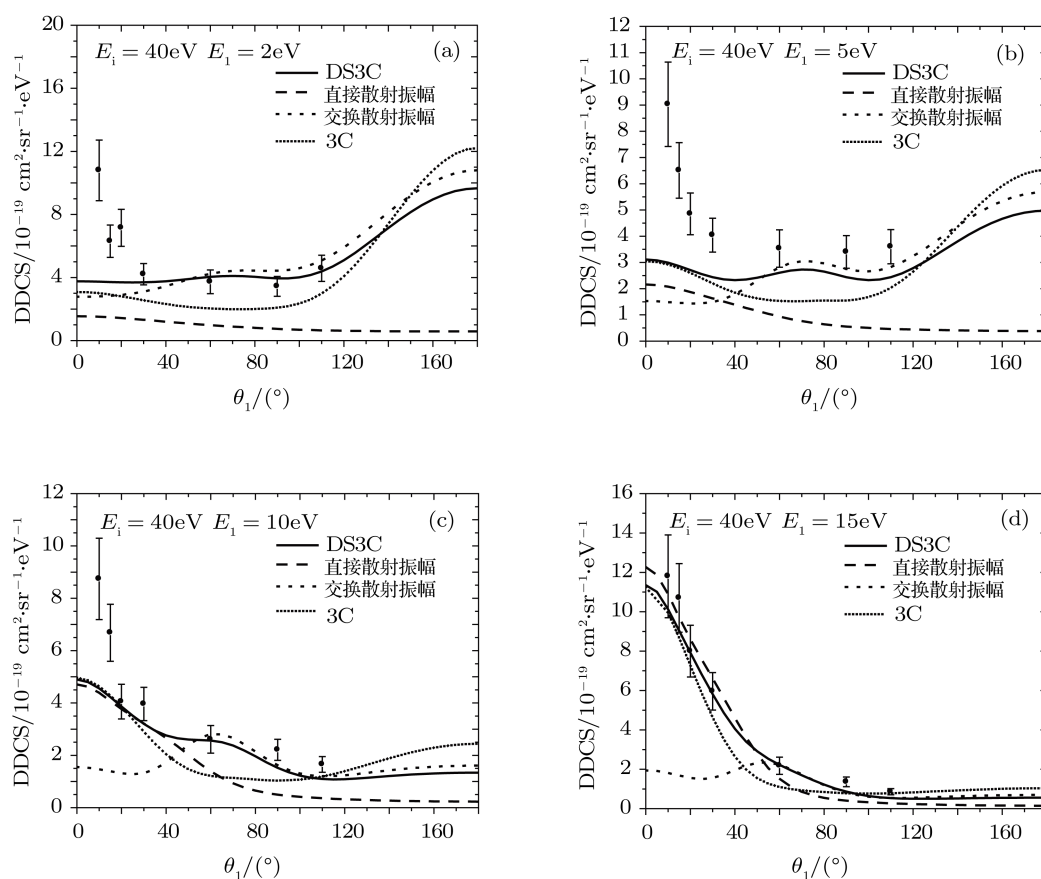 Eᵢ = 40eV E₁ = 2eV (a)
DS3C
直接散射振幅
交换散射振幅
3C
DDCS/10⁻¹⁹ cm²·sr⁻¹·eV⁻¹
20
16
12
8
4
0
0 40 80 120 160
θ₁/(°)
Eᵢ = 40eV E₁ = 5eV (b)
DS3C
直接散射振幅
交换散射振幅
3C
DDCS/10⁻¹⁹ cm²·sr⁻¹·eV⁻¹
12
11
10
9
8
7
6
5
4
3
2
1
0
0 40 80 120 160
θ₁/(°)
Eᵢ = 40eV E₁ = 10eV (c)
DS3C
直接散射振幅
交换散射振幅
3C
DDCS/10⁻¹⁹ cm²·sr⁻¹·eV⁻¹
12
10
8
6
4
2
0
0 40 80 120 160
θ₁/(°)
Eᵢ = 40eV E₁ = 15eV (d)
DS3C
直接散射振幅
交换散射振幅
3C
DDCS/10⁻¹⁹ cm²·sr⁻¹·eV⁻¹
16
14
12
10
8
6
4
2
0
0 40 80 120 160
θ₁/(°)